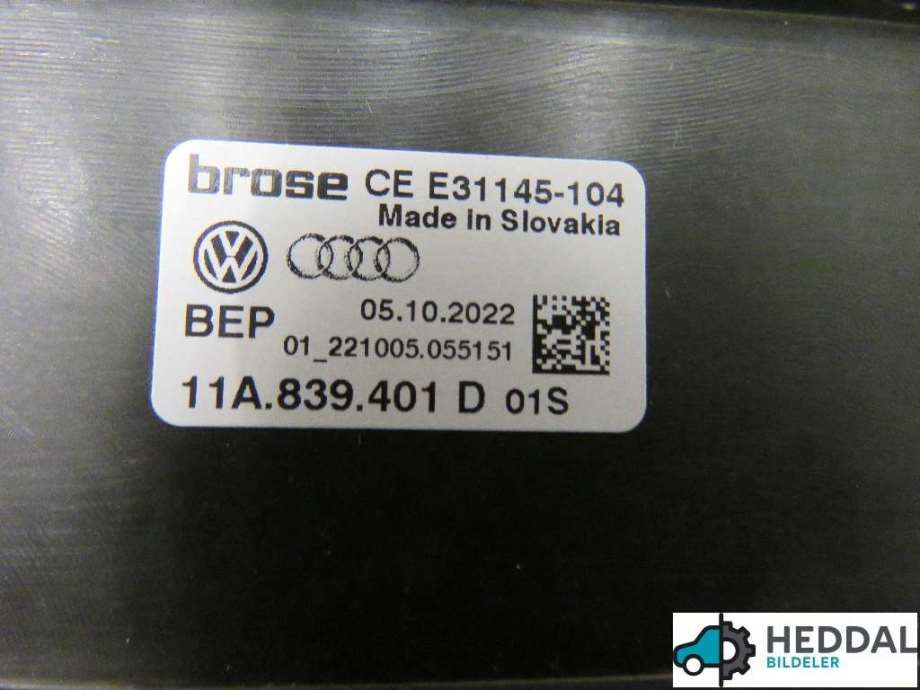 brose CE E31145-104
Made in Slovakia
BEP
05.10.2022
01_221005.055151
11A.839.401 D 01S
HEDDAL
BILDELER